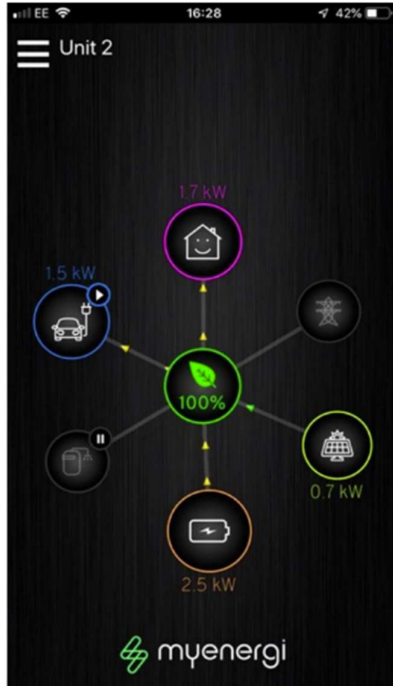 EE 16:28 42%
Unit 2
1.7 kW
1.5 kW
100%
0.7 kW
2.5 kW
myenergi